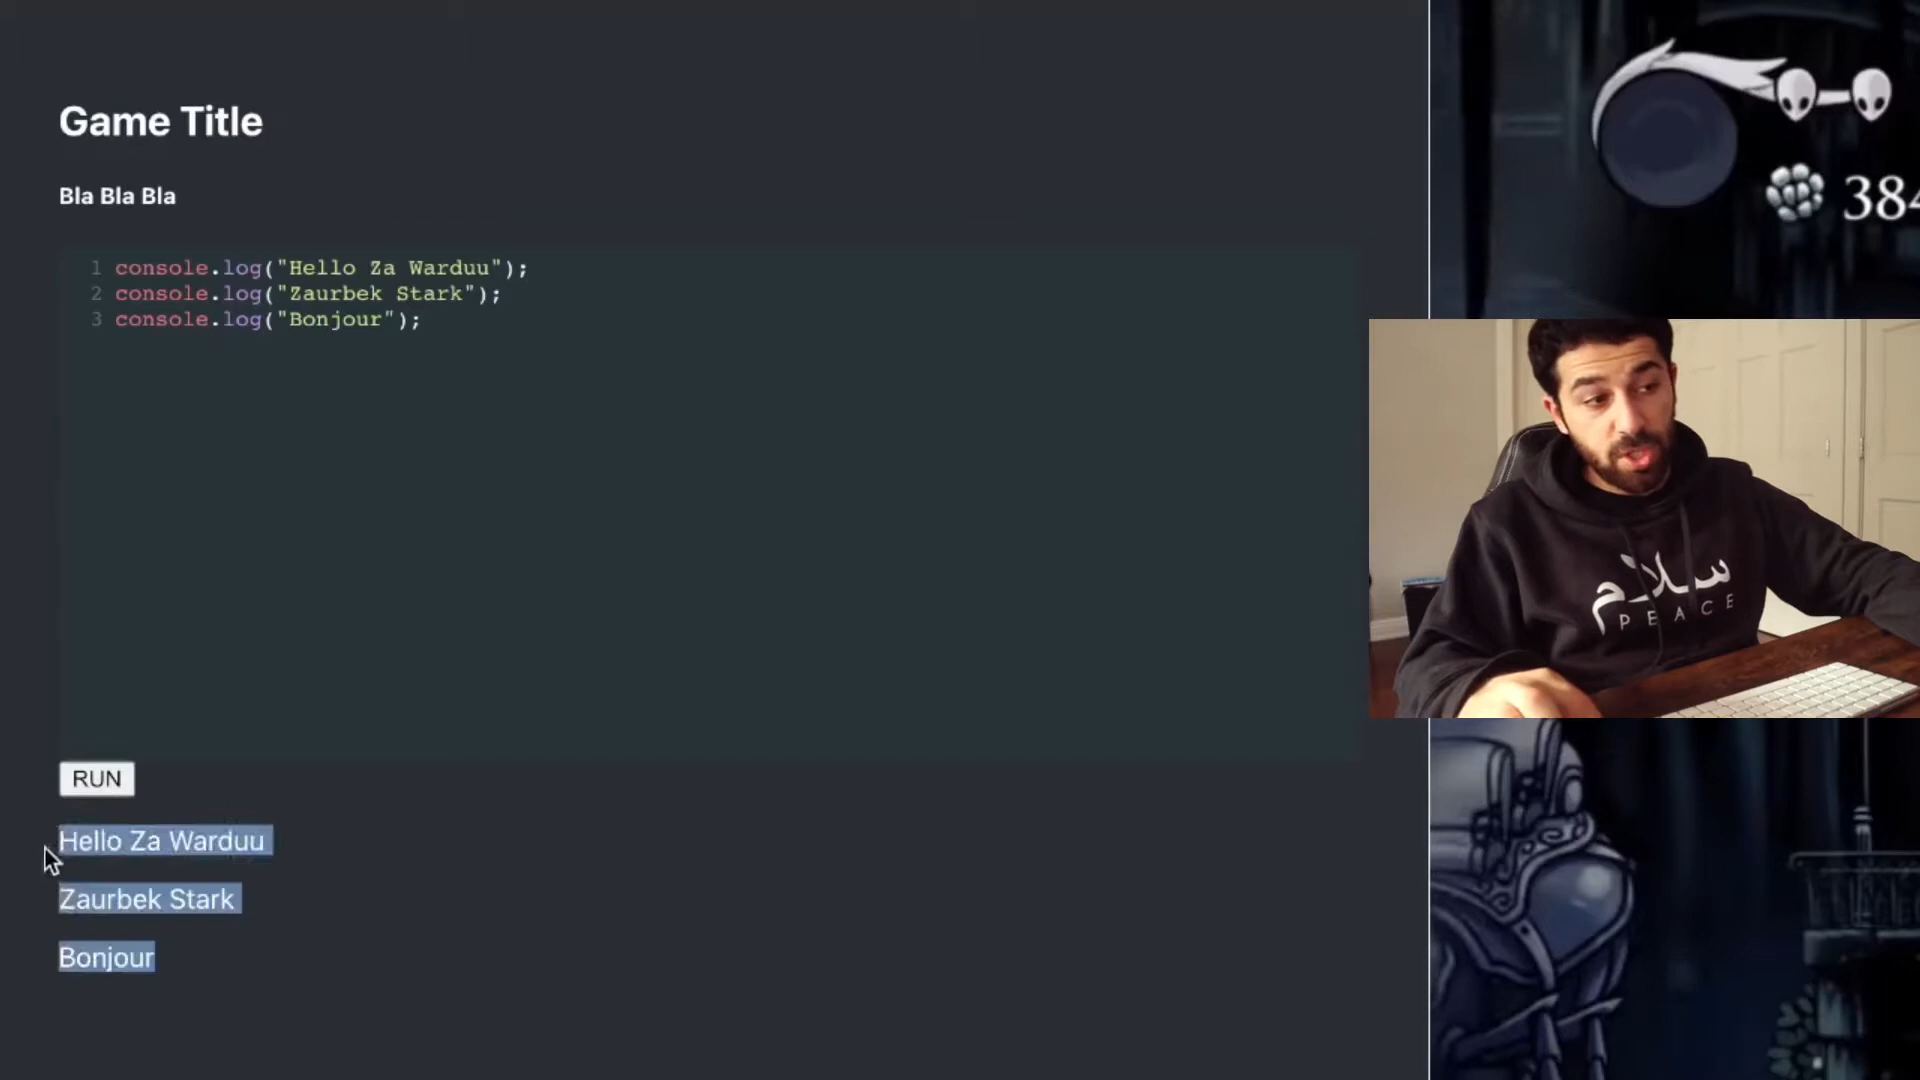 Game Title
Bla Bla Bla
1 console.log("Hello Za Warduu");
2 console.log("Zaurbek Stark");
3 console.log("Bonjour");
RUN
Hello Za Warduu
Zaurbek Stark
Bonjour
384
سلام
PEACE